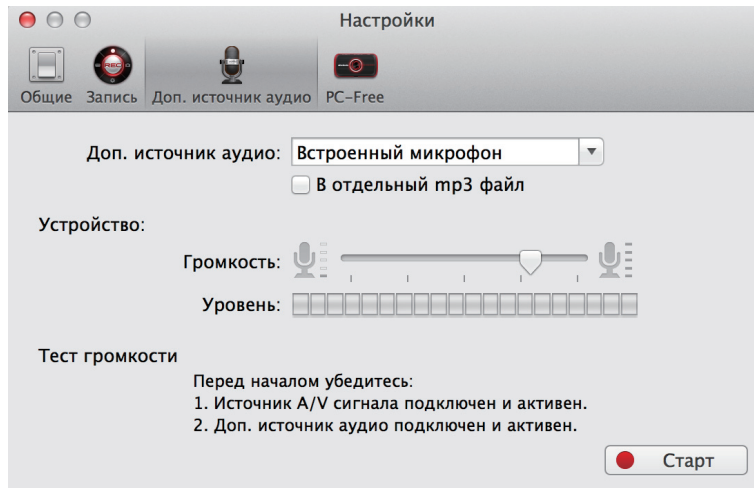 Настройки
REC
Общие Запись Доп. источник аудио PC-Free
Доп. источник аудио: Встроенный микрофон
В отдельный mp3 файл
Устройство:
Громкость:
Уровень:
Тест громкости
Перед началом убедитесь:
1. Источник A/V сигнала подключен и активен.
2. Доп. источник аудио подключен и активен.
Старт